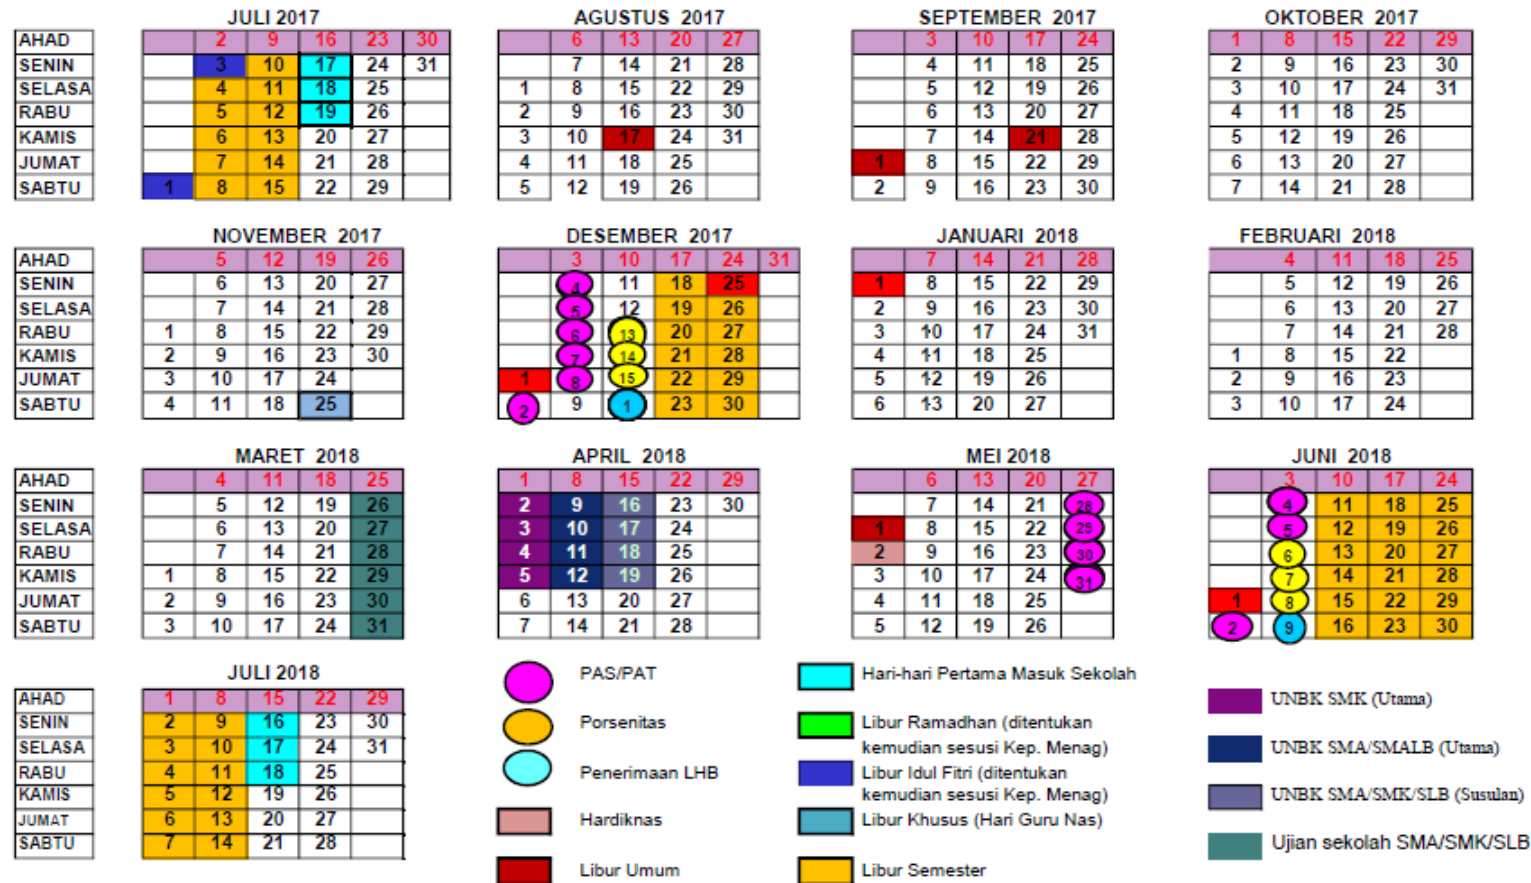 JULI 2017 AGUSTUS 2017 SEPTEMBER 2017 OKTOBER 2017
AHAD 2 9 16 23 30 6 13 20 27 3 10 17 24 1 8 15 22 29
SENIN 3 10 17 24 31 7 14 21 28 4 11 18 25 2 9 16 23 30
SELASA 4 11 18 25 1 8 15 22 29 5 12 19 26 3 10 17 24 31
RABU 5 12 19 26 2 9 16 23 30 6 13 20 27 4 11 18 25
KAMIS 6 13 20 27 3 10 17 24 31 7 14 21 28 5 12 19 26
JUMAT 7 14 21 28 4 11 18 25 1 8 15 22 29 6 13 20 27
SABTU 1 8 15 22 29 5 12 19 26 2 9 16 23 30 7 14 21 28
NOVEMBER 2017 DESEMBER 2017 JANUARI 2018 FEBRUARI 2018
AHAD 5 12 19 26 3 10 17 24 31 7 14 21 28 4 11 18 25
SENIN 6 13 20 27 4 11 18 25 1 8 15 22 29 5 12 19 26
SELASA 7 14 21 28 5 12 19 26 2 9 16 23 30 6 13 20 27
RABU 1 8 15 22 29 6 13 20 27 3 10 17 24 31 7 14 21 28
KAMIS 2 9 16 23 30 7 14 21 28 4 11 18 25 1 8 15 22
JUMAT 3 10 17 24 1 8 15 22 29 5 12 19 26 2 9 16 23
SABTU 4 11 18 25 2 9 1 23 30 6 13 20 27 3 10 17 24
MARET 2018 APRIL 2018 MEI 2018 JUNI 2018
AHAD 4 11 18 25 1 8 15 22 29 6 13 20 27 3 10 17 24
SENIN 5 12 19 26 2 9 16 23 30 7 14 21 28 4 11 18 25
SELASA 6 13 20 27 3 10 17 24 1 8 15 22 29 5 12 19 26
RABU 7 14 21 28 4 11 18 25 2 9 16 23 30 6 13 20 27
KAMIS 1 8 15 22 29 5 12 19 26 3 10 17 24 31 7 14 21 28
JUMAT 2 9 16 23 30 6 13 20 27 4 11 18 25 1 8 15 22 29
SABTU 3 10 17 24 31 7 14 21 28 5 12 19 26 2 9 16 23 30
JULI 2018
AHAD 1 8 15 22 29
SENIN 2 9 16 23 30
SELASA 3 10 17 24 31
RABU 4 11 18 25
KAMIS 5 12 19 26
JUMAT 6 13 20 27
SABTU 7 14 21 28
PAS/PAT
Porsenitas
Penerimaan LHB
Hardiknas
Libur Umum
Hari-hari Pertama Masuk Sekolah
Libur Ramadhan (ditentukan
kemudian sesusi Kep. Menag)
Libur Idul Fitri (ditentukan
kemudian sesusi Kep. Menag)
Libur Khusus (Hari Guru Nas)
Libur Semester
UNBK SMK (Utama)
UNBK SMA/SMALB (Utama)
UNBK SMA/SMK/SLB (Susulan)
Ujian sekolah SMA/SMK/SLB